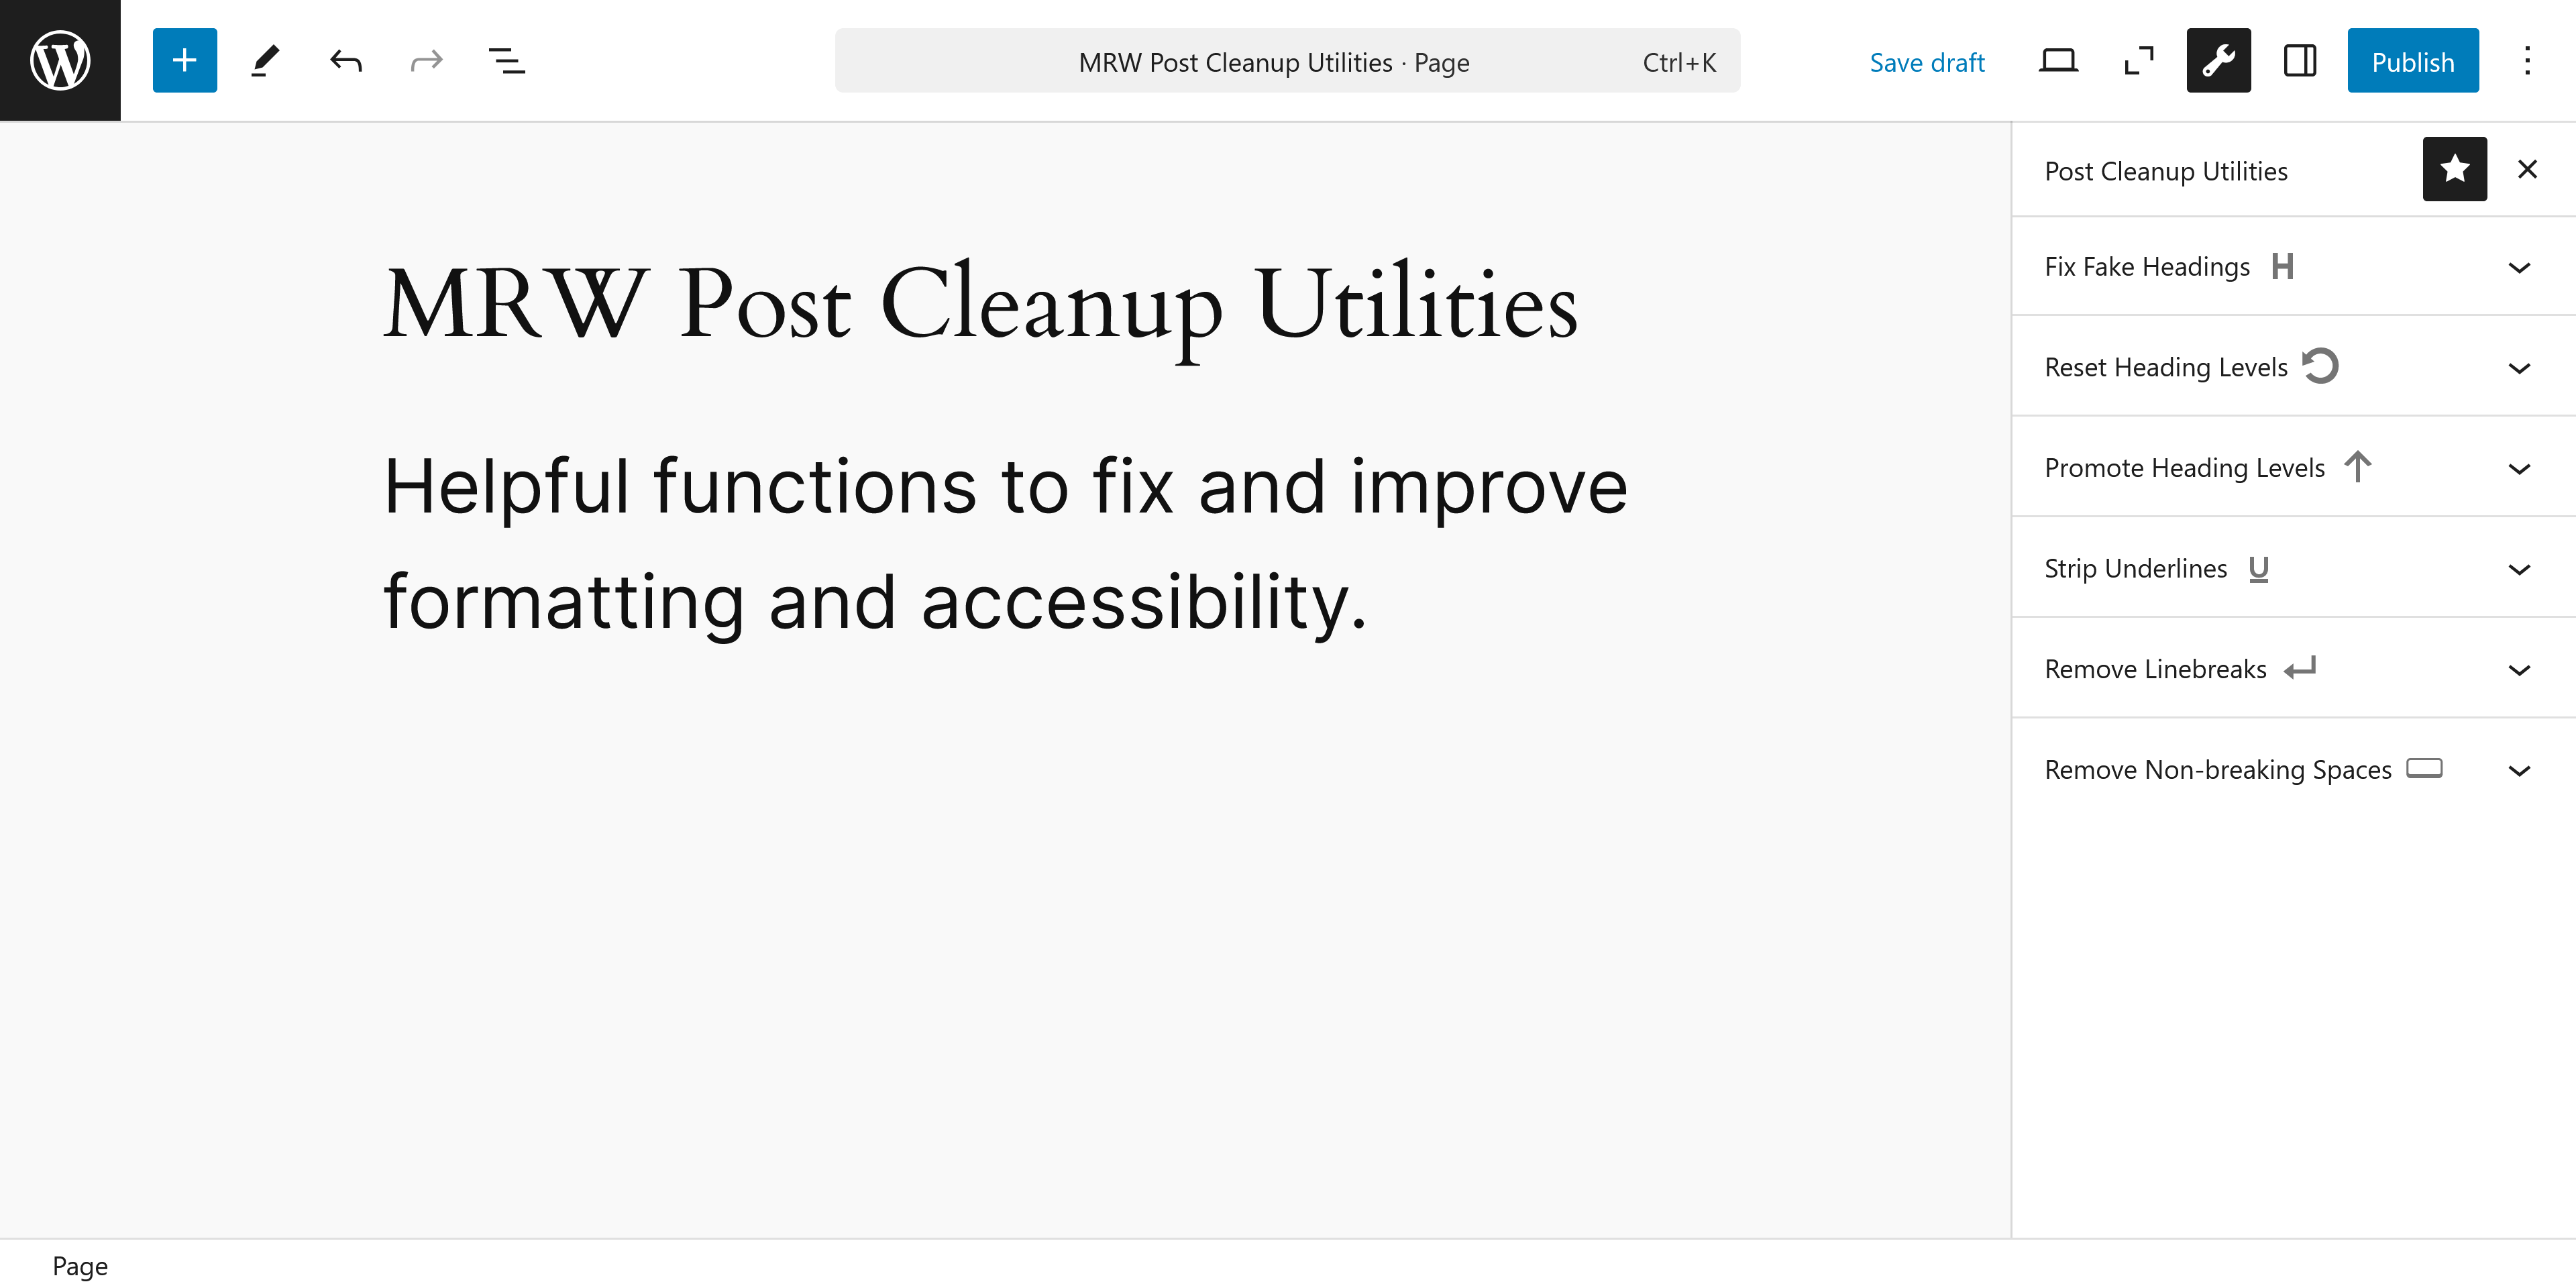 MRW Post Cleanup Utilities · Page Ctrl+K
Save draft
Publish
MRW Post Cleanup Utilities
Helpful functions to fix and improve
formatting and accessibility.
Post Cleanup Utilities
Fix Fake Headings H
Reset Heading Levels
Promote Heading Levels
Strip Underlines U
Remove Linebreaks
Remove Non-breaking Spaces
Page